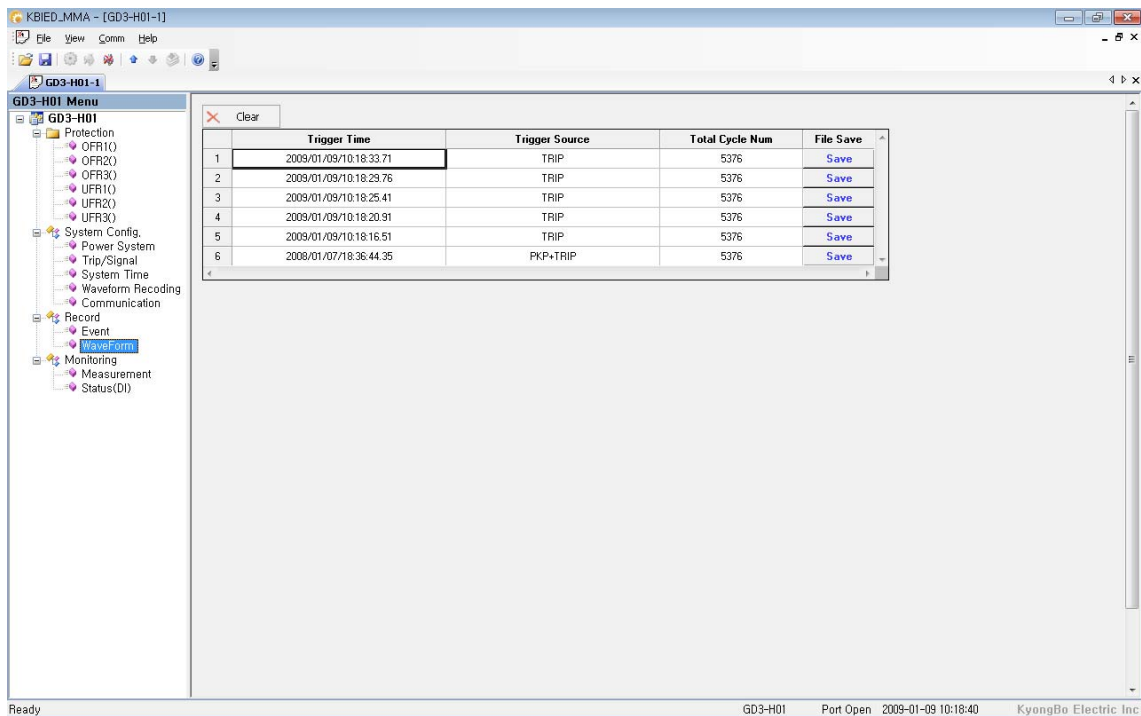 KBIED_MMA - [GD3-H01-1]
File View Comm Help
GD3-H01-1
GD3-H01 Menu
GD3-H01
Protection
OFR1()
OFR2()
OFR3()
UFR1()
UFR2()
UFR3()
System Config.
Power System
Trip/Signal
System Time
Waveform Recoding
Communication
Record
Event
WaveForm
Monitoring
Measurement
Status(DI)
Clear
Trigger Time Trigger Source Total Cycle Num File Save
1 2009/01/09/10:18:33.71 TRIP 5376 Save
2 2009/01/09/10:18:29.76 TRIP 5376 Save
3 2009/01/09/10:18:25.41 TRIP 5376 Save
4 2009/01/09/10:18:20.91 TRIP 5376 Save
5 2009/01/09/10:18:16.51 TRIP 5376 Save
6 2008/01/07/18:36:44.35 PKP+TRIP 5376 Save
Ready GD3-H01 Port Open 2009-01-09 10:18:40 KyongBo Electric Inc